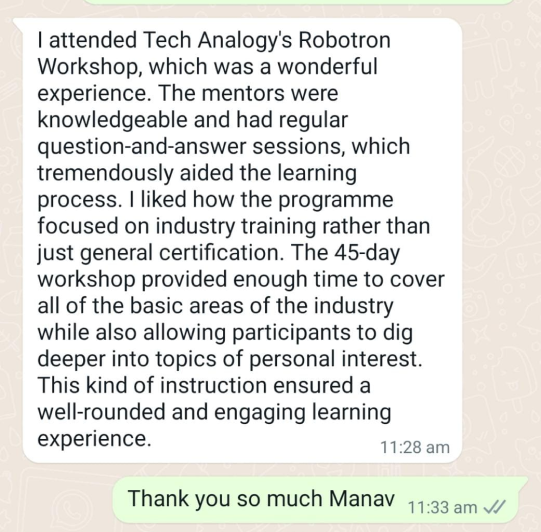 I attended Tech Analogy's Robotron
Workshop, which was a wonderful
experience. The mentors were
knowledgeable and had regular
question-and-answer sessions, which
tremendously aided the learning
process. I liked how the programme
focused on industry training rather than
just general certification. The 45-day
workshop provided enough time to cover
all of the basic areas of the industry
while also allowing participants to dig
deeper into topics of personal interest.
This kind of instruction ensured a
well-rounded and engaging learning
experience.
11:28 am
Thank you so much Manav 11:33 am